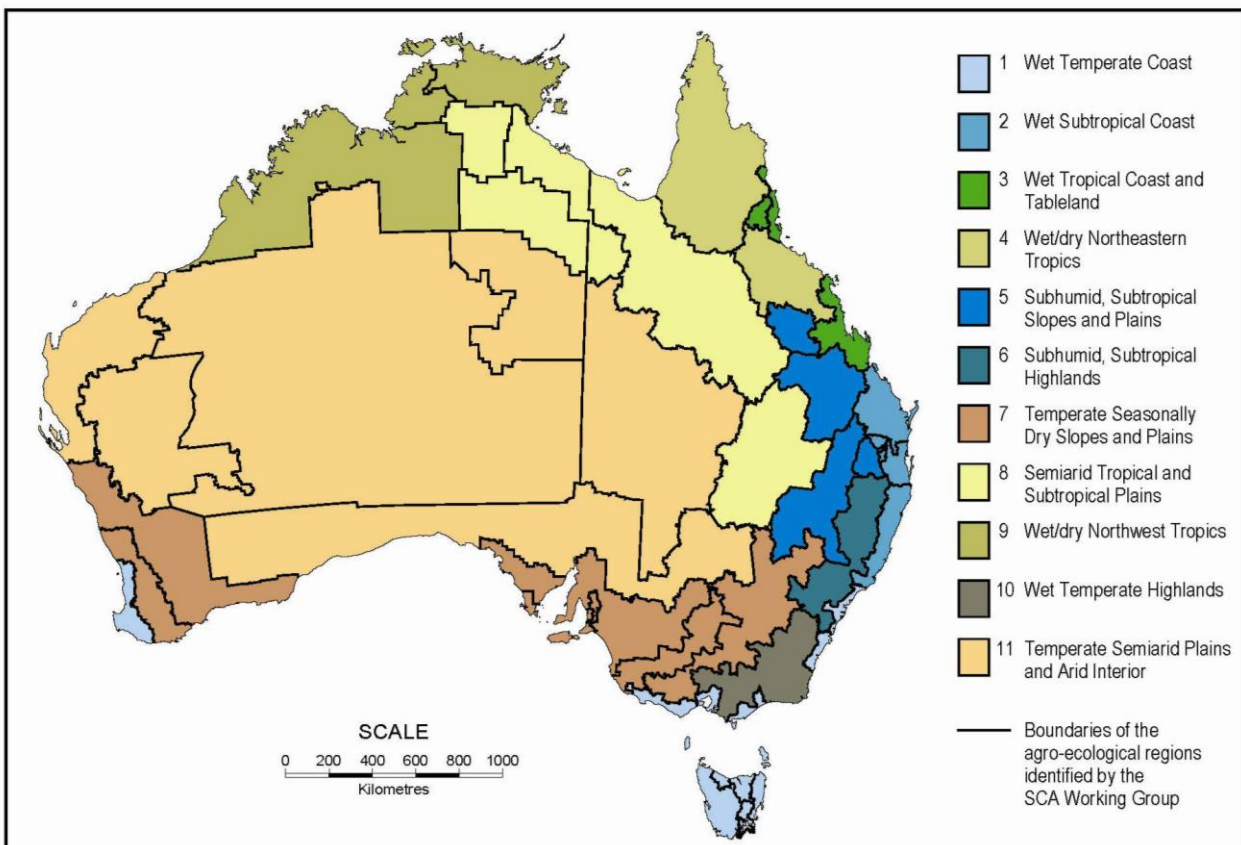 1 Wet Temperate Coast
2 Wet Subtropical Coast
3 Wet Tropical Coast and
Tableland
4 Wet/dry Northeastern
Tropics
5 Subhumid, Subtropical
Slopes and Plains
6 Subhumid, Subtropical
Highlands
7 Temperate Seasonally
Dry Slopes and Plains
8 Semiarid Tropical and
Subtropical Plains
9 Wet/dry Northwest Tropics
10 Wet Temperate Highlands
11 Temperate Semiarid Plains
and Arid Interior
Boundaries of the
agro-ecological regions
identified by the
SCA Working Group
SCALE
0 200 400 600 800 1000
Kilometres